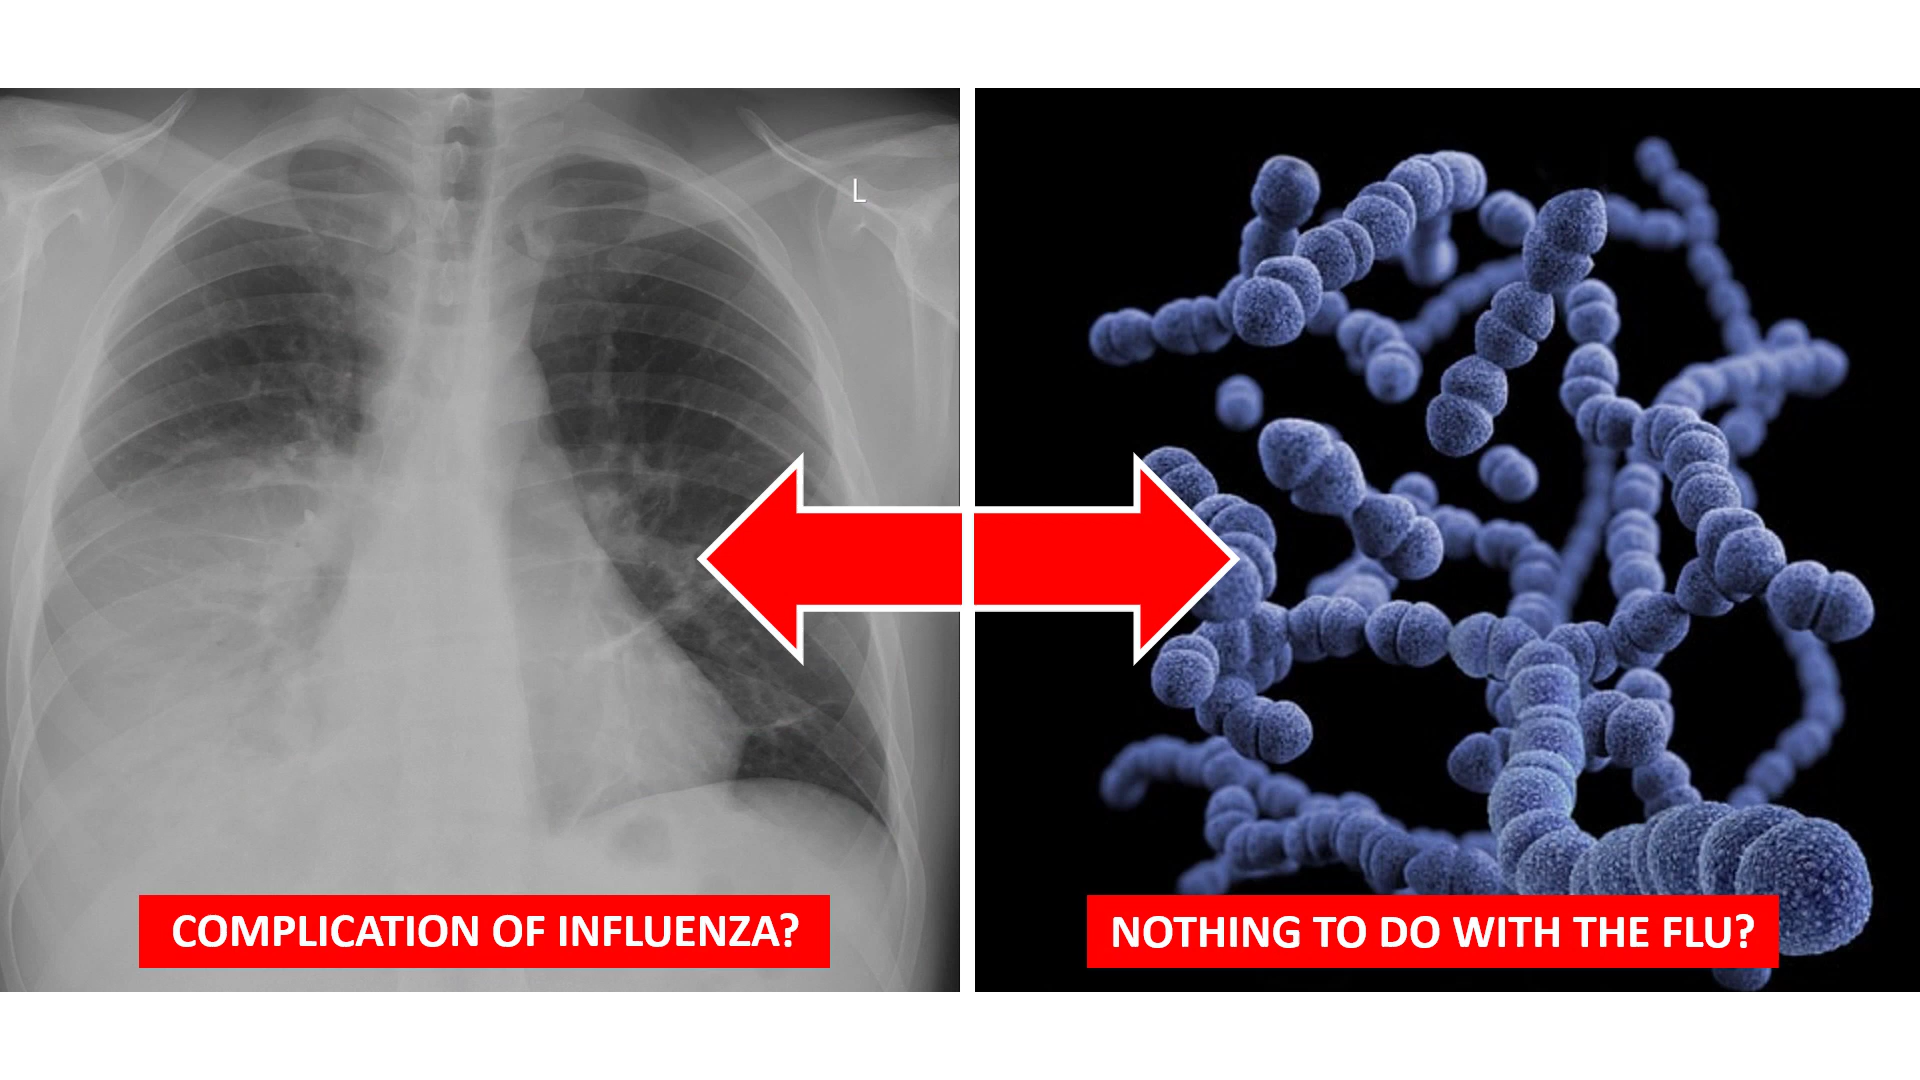 L
COMPLICATION OF INFLUENZA?
NOTHING TO DO WITH THE FLU?